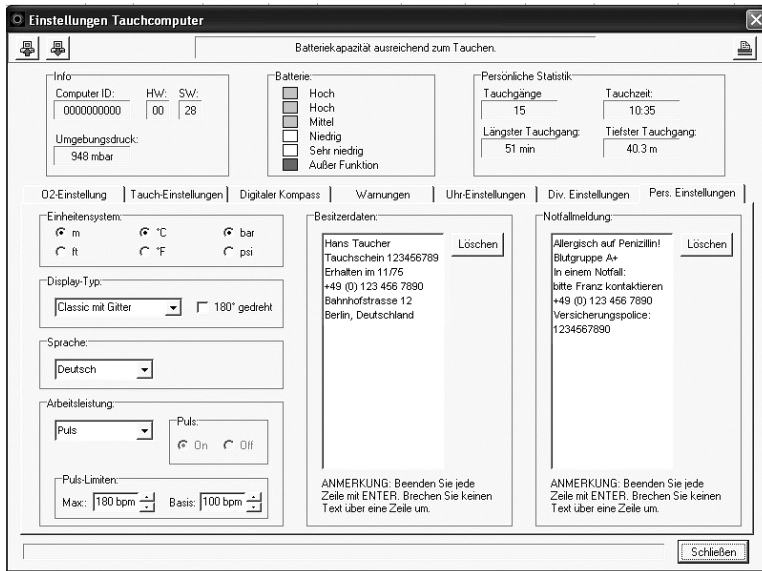 Einstellungen Tauchcomputer
Batteriekapazität ausreichend zum Tauchen.
Info
Computer ID: HW: SW:
0000000000 00 28
Umgebungsdruck:
948 mbar
Batterie:
Hoch
Hoch
Mittel
Niedrig
Sehr niedrig
Außer Funktion
Persönliche Statistik
Tauchgänge Tauchzeit:
15 10:35
Längster Tauchgang: Tiefster Tauchgang:
51 min 40.3 m
O2-Einstellung Tauch-Einstellungen Digitaler Kompass Warnungen Uhr-Einstellungen Div. Einstellungen Pers. Einstellungen
Einheitensystem:
m °C bar
ft °F psi
Display-Typ:
Classic mit Gitter 180° gedreht
Sprache:
Deutsch
Arbeitsleistung:
Puls
Puls:
On Off
Puls-Limiten:
Max.: 180 bpm Basis: 100 bpm
Besitzerdaten:
Hans Taucher
Tauchschein 123456789
Erhalten im 11/75
+49 (0) 123 456 7890
Bahnhofstrasse 12
Berlin, Deutschland
Löschen
ANMERKUNG: Beenden Sie jede
Zeile mit ENTER. Brechen Sie keinen
Text über eine Zeile um.
Notfallmeldung:
Allergisch auf Penizillin!
Blutgruppe A+
In einem Notfall:
bitte Franz kontaktieren
+49 (0) 123 456 7890
Versicherungspolice:
1234567890
Löschen
ANMERKUNG: Beenden Sie jede
Zeile mit ENTER. Brechen Sie keinen
Text über eine Zeile um.
Schließen